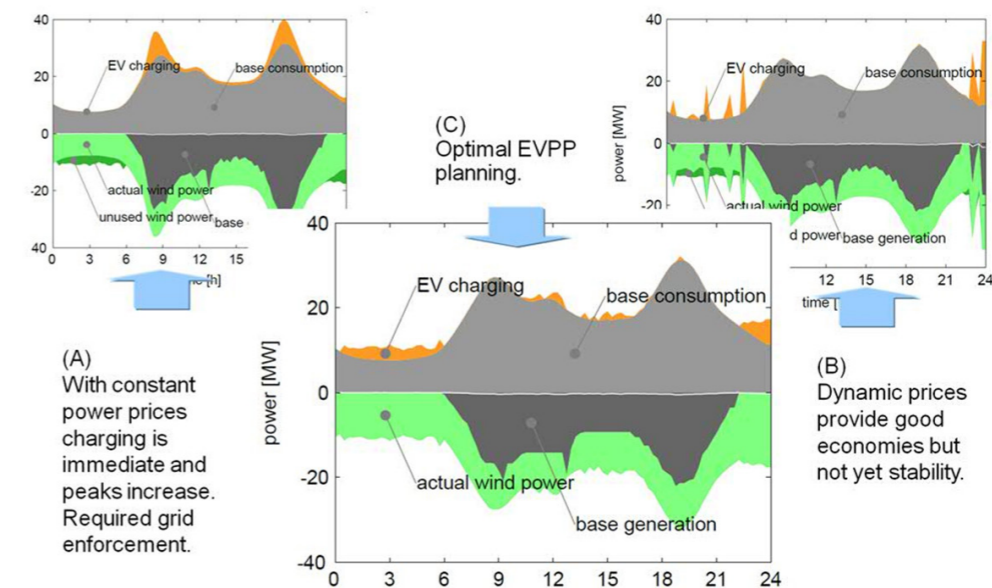 40
20
0
-20
-40
EV charging
base consumption
actual wind power
unused wind power
base
0 3 6 9 12 15
[h]
(A)
With constant
power prices
charging is
immediate and
peaks increase.
Required grid
enforcement.
(C)
Optimal EVPP
planning.
power [MW]
40
20
0
-20
-40
EV charging
base consumption
actual wind power
base generation
0 3 6 9 12 15 18 21 24
power [MW]
40
20
0
-20
EV charging
base consumption
actual wind power
d power
base generation
12 15 18 21 24
time [
(B)
Dynamic prices
provide good
economies but
not yet stability.